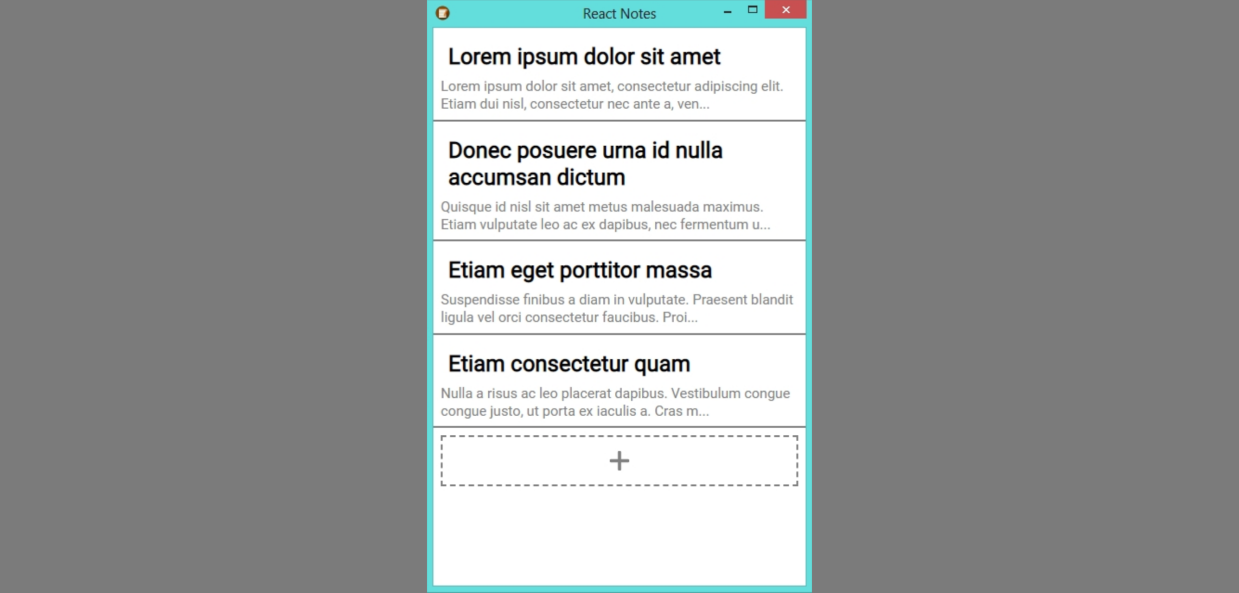 React Notes
Lorem ipsum dolor sit amet
Lorem ipsum dolor sit amet, consectetur adipiscing elit.
Etiam dui nisl, consectetur nec ante a, ven...
Donec posuere urna id nulla
accumsan dictum
Quisque id nisl sit amet metus malesuada maximus.
Etiam vulputate leo ac ex dapibus, nec fermentum u...
Etiam eget porttitor massa
Suspendisse finibus a diam in vulputate. Praesent blandit
ligula vel orci consectetur faucibus. Proi...
Etiam consectetur quam
Nulla a risus ac leo placerat dapibus. Vestibulum congue
congue justo, ut porta ex iaculis a. Cras m...